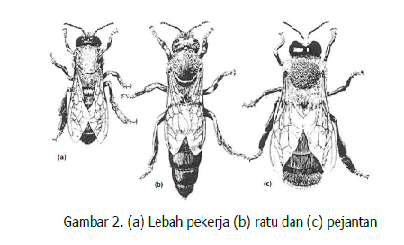 (a)
(b)
(c)
Gambar 2. (a) Lebah pekerja (b) ratu dan (c) pejantan